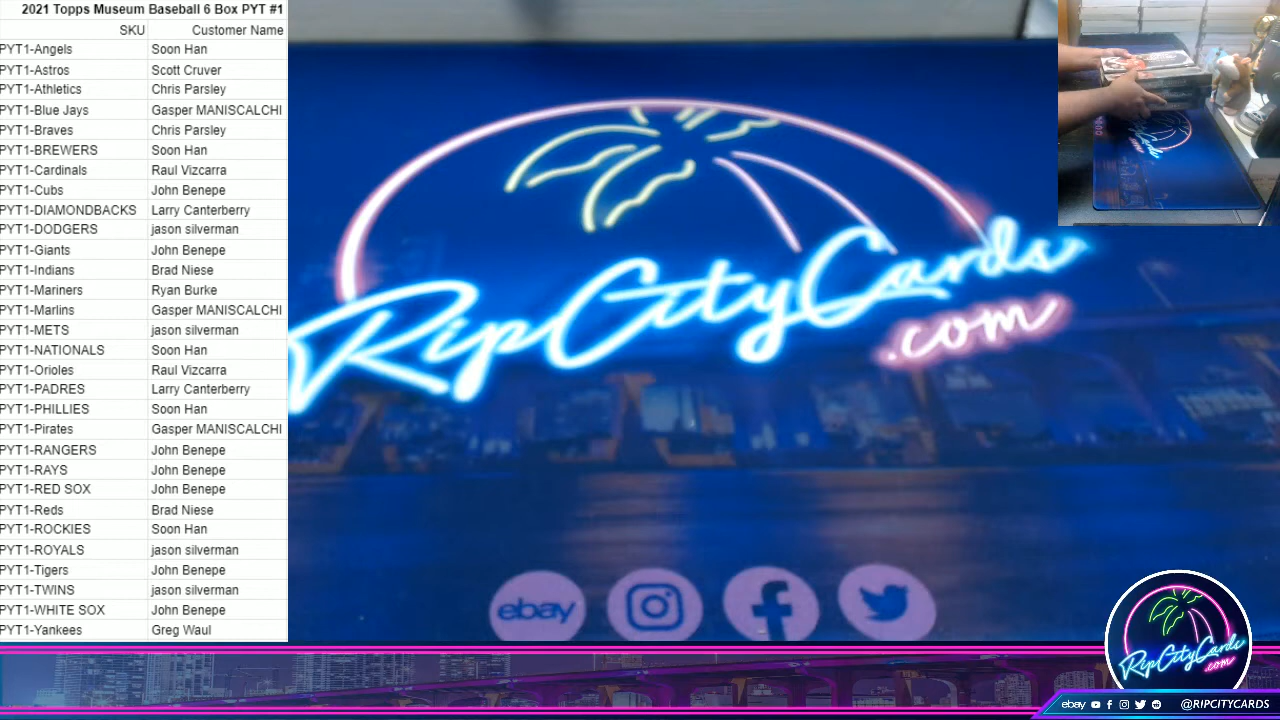 2021 Topps Museum Baseball 6 Box PYT #1
SKU Customer Name
PYT1-Angels Soon Han
PYT1-Astros Scott Cruver
PYT1-Athletics Chris Parsley
PYT1-Blue Jays Gasper MANISCALCHI
PYT1-Braves Chris Parsley
PYT1-BREWERS Soon Han
PYT1-Cardinals Raul Vizcarra
PYT1-Cubs John Benepe
PYT1-DIAMONDBACKS Larry Canterberry
PYT1-DODGERS jason silverman
PYT1-Giants John Benepe
PYT1-Indians Brad Niese
PYT1-Mariners Ryan Burke
PYT1-Marlins Gasper MANISCALCHI
PYT1-METS jason silverman
PYT1-NATIONALS Soon Han
PYT1-Orioles Raul Vizcarra
PYT1-PADRES Larry Canterberry
PYT1-PHILLIES Soon Han
PYT1-Pirates Gasper MANISCALCHI
PYT1-RANGERS John Benepe
PYT1-RAYS John Benepe
PYT1-RED SOX John Benepe
PYT1-Reds Brad Niese
PYT1-ROCKIES Soon Han
PYT1-ROYALS jason silverman
PYT1-Tigers John Benepe
PYT1-TWINS jason silverman
PYT1-WHITE SOX John Benepe
PYT1-Yankees Greg Waul
RipCityCards
.com
ebay
RipCityCards
.com
ebay @RIPCITYCARDS